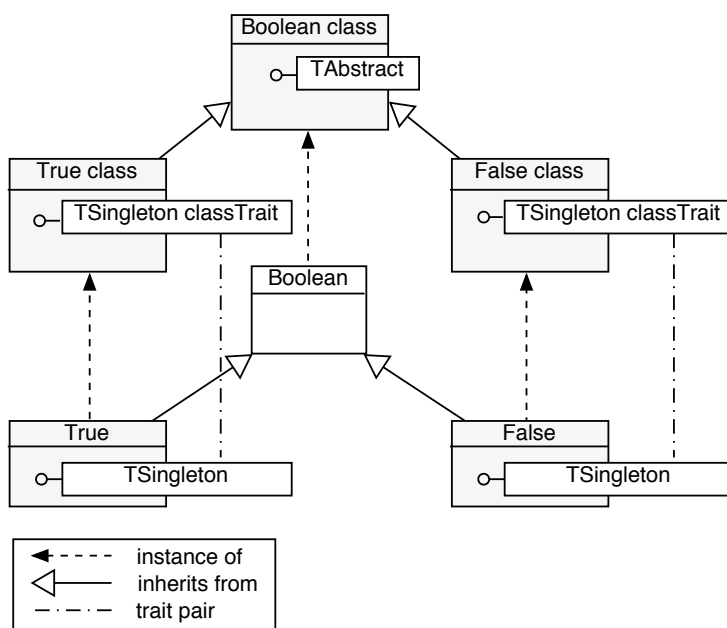 Boolean class
TAbstract
True class
False class
TSingleton classTrait
TSingleton classTrait
Boolean
True
False
TSingleton
TSingleton
instance of
inherits from
trait pair